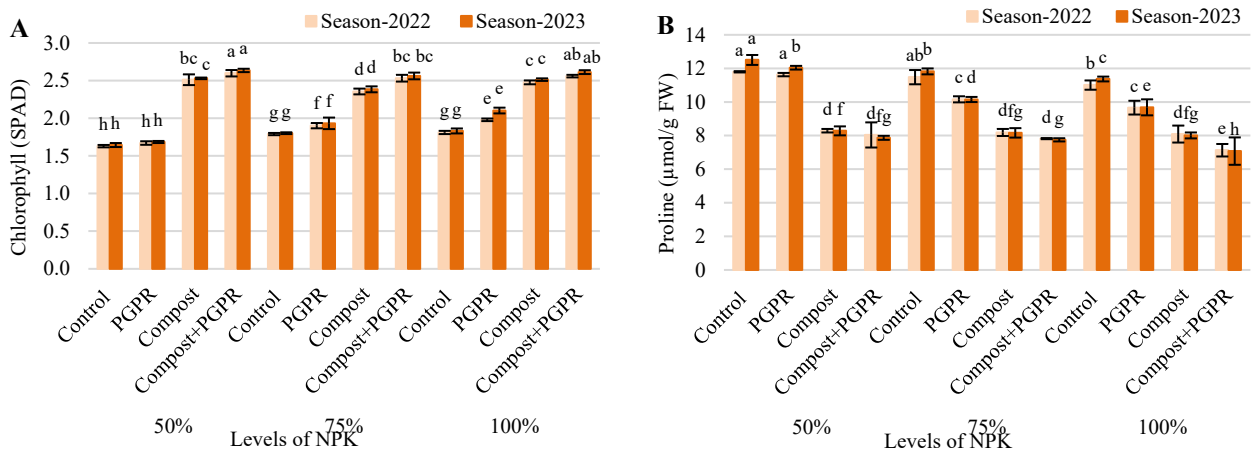 A
Season-2022 Season-2023
Chlorophyll (SPAD)
3.0
2.5
2.0
1.5
1.0
0.5
0.0
h h h h bc c a a g g f f d d bc bc g g e e c c ab ab
Control PGPR Compost Compost+PGPR Control PGPR Compost Compost+PGPR Control PGPR Compost Compost+PGPR
50% 75% 100%
Levels of NPK
B
Season-2022 Season-2023
Proline (µmol/g FW)
14
12
10
8
6
4
2
0
a a a b d f dfg ab b c d dfg d g b c c e dfg e h
Control PGPR Compost Compost+PGPR Control PGPR Compost Compost+PGPR Control PGPR Compost Compost+PGPR
50% 75% 100%
Levels of NPK